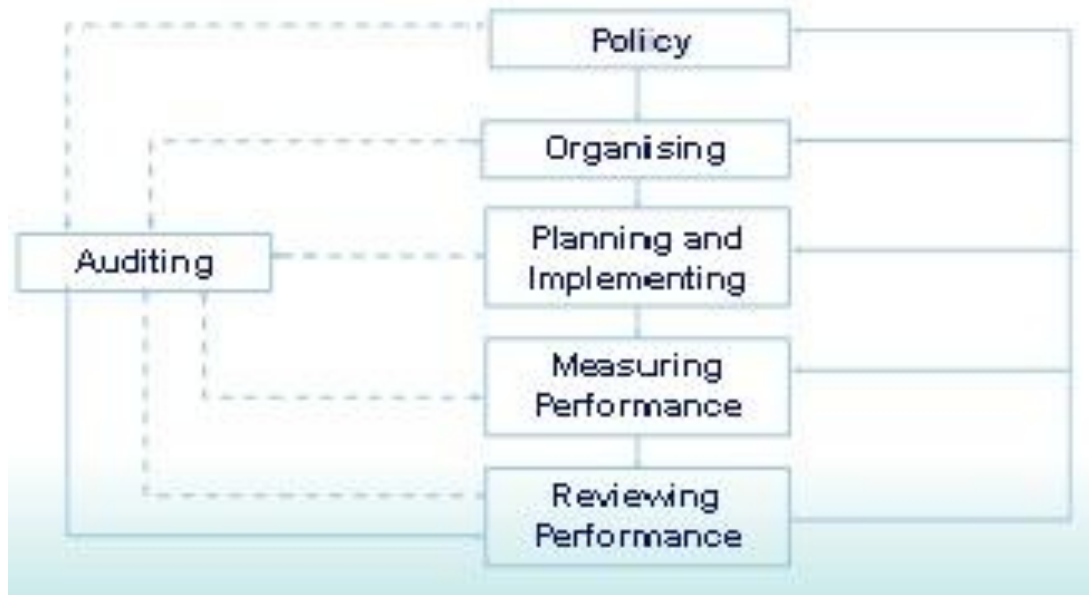 Policy
Organising
Auditing
Planning and
Implementing
Measuring
Performance
Reviewing
Performance